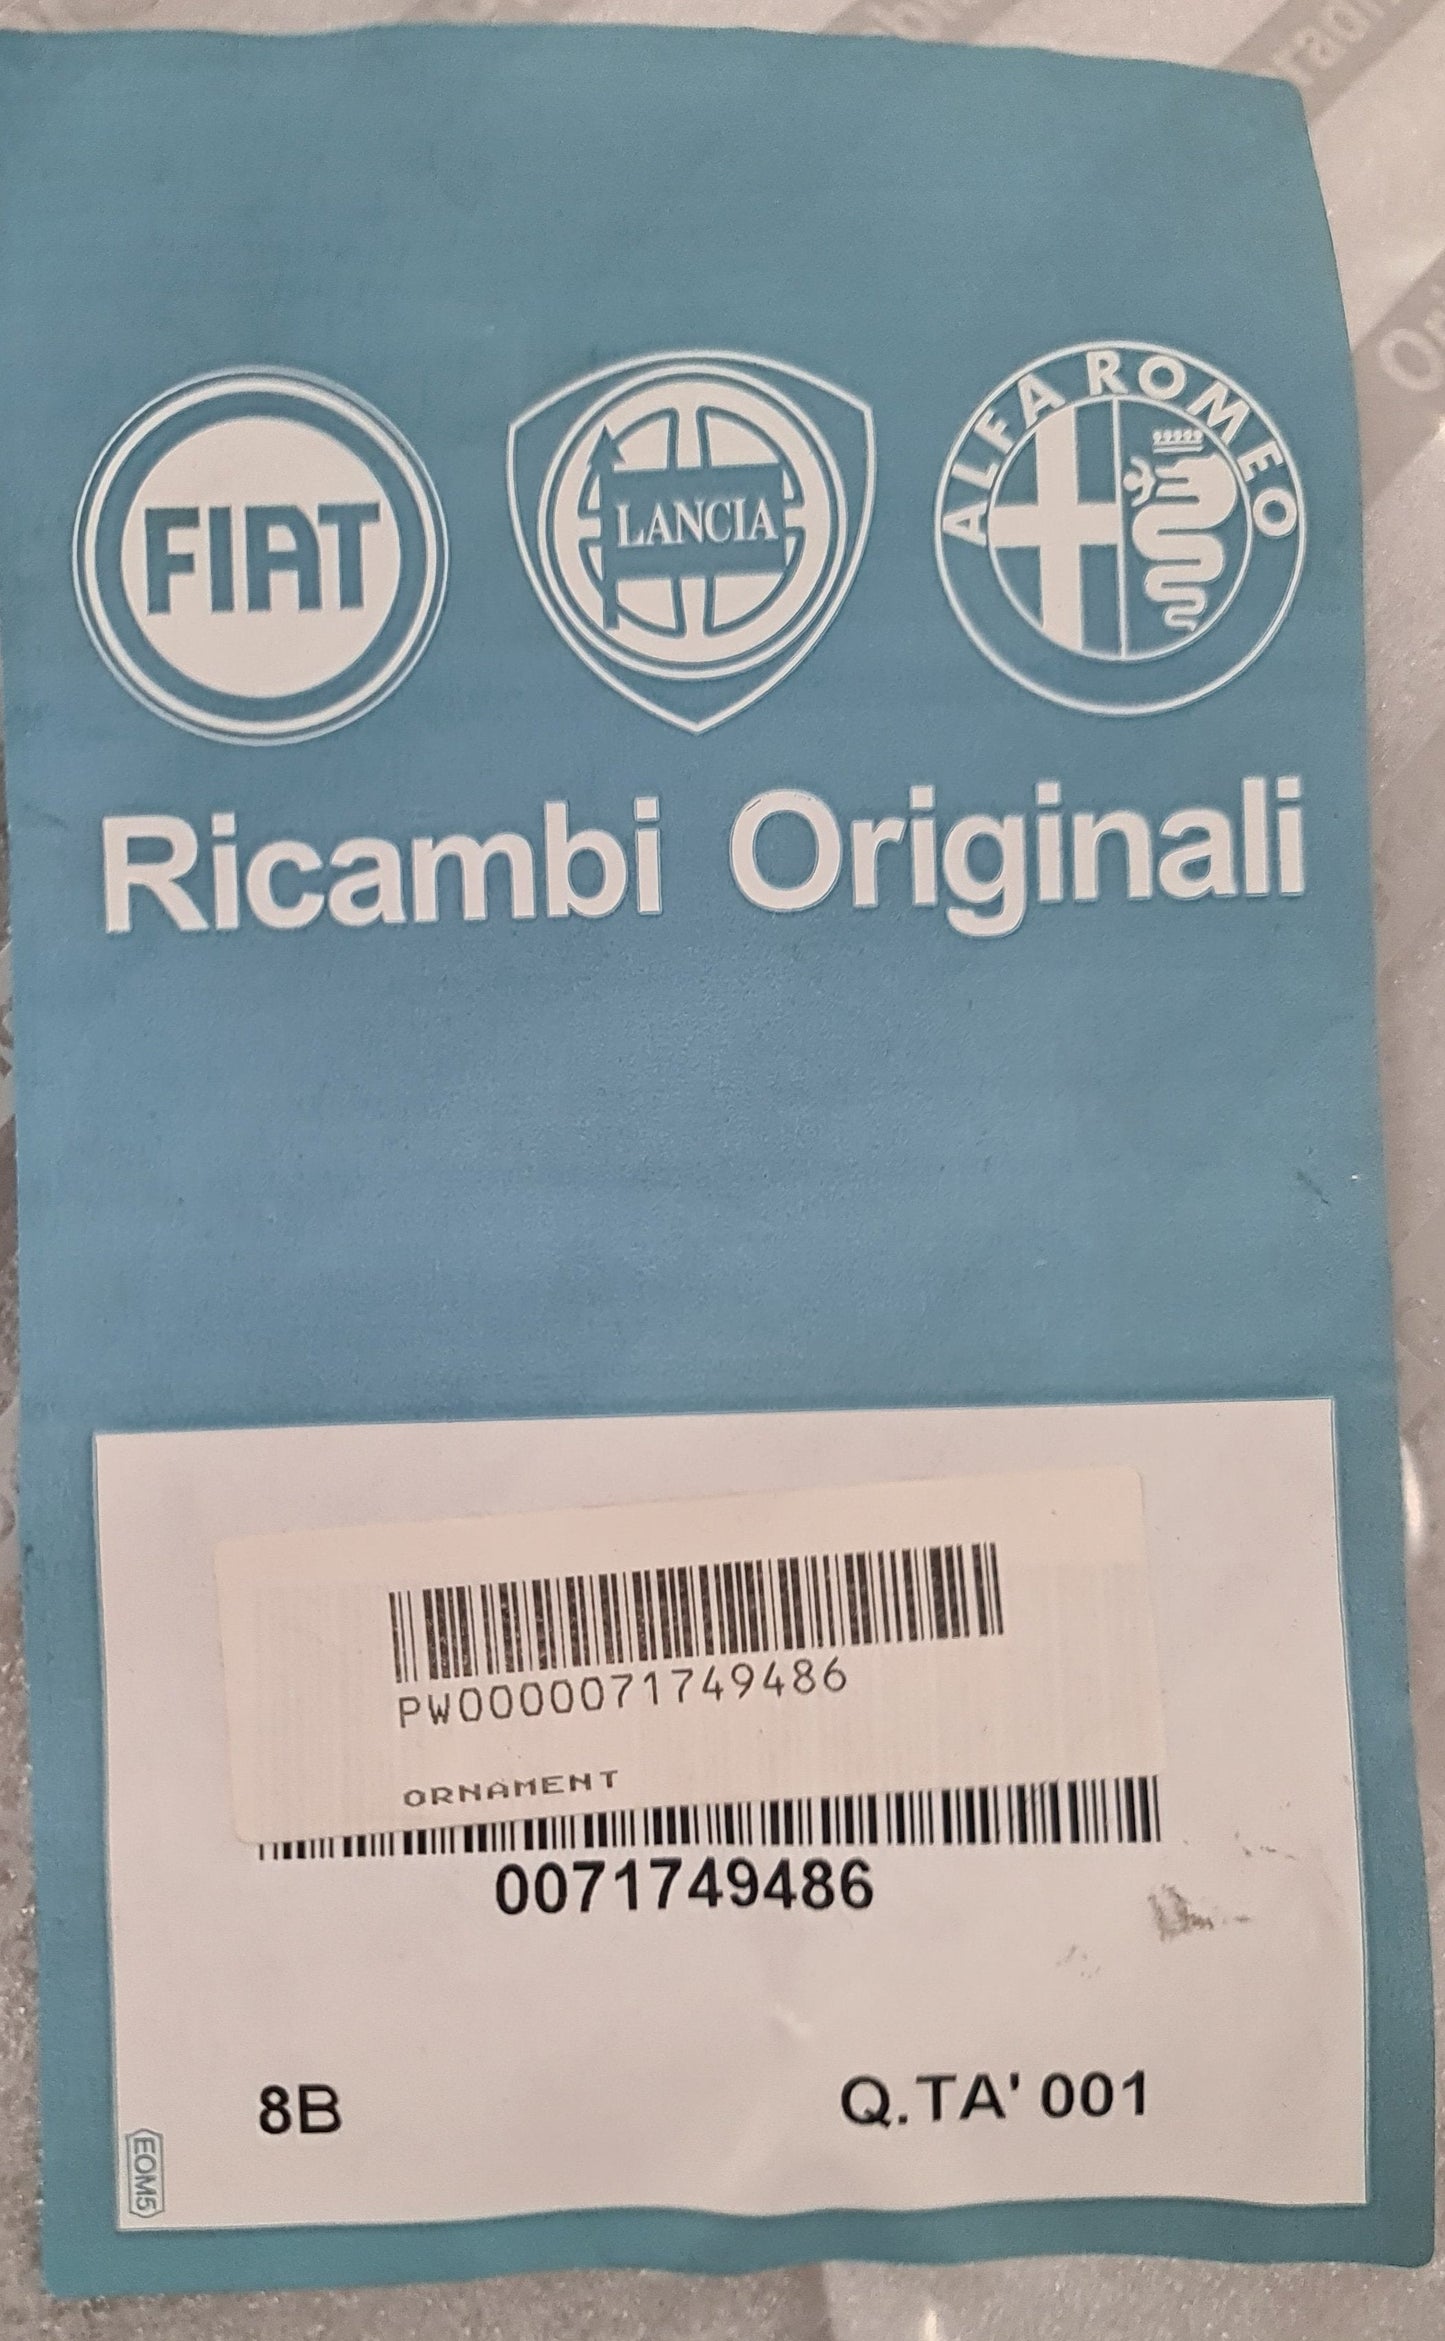 FIAT
LANCIA
ALFA ROMEO
Ricambi Originali
PW0000071749486
ORNAMENT
0071749486
8B
Q.TA' 001
EOM5